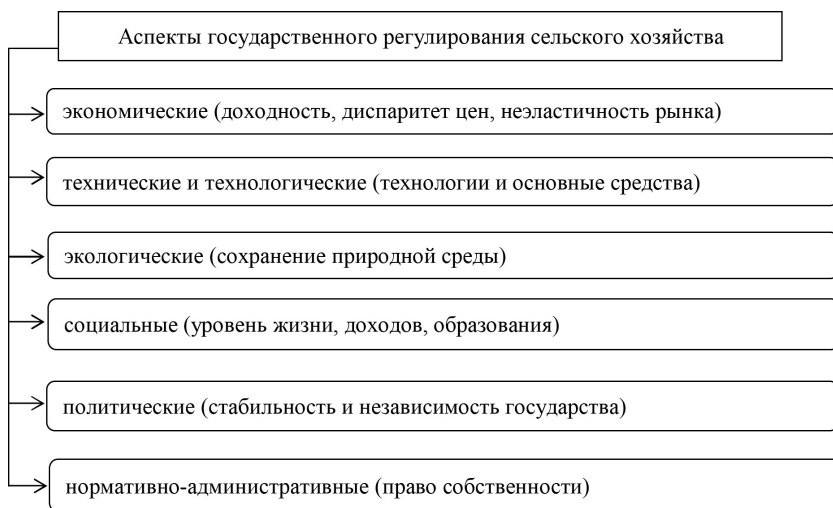 Аспекты государственного регулирования сельского хозяйства
экономические (доходность, диспаритет цен, неэластичность рынка)
технические и технологические (технологии и основные средства)
экологические (сохранение природной среды)
социальные (уровень жизни, доходов, образования)
политические (стабильность и независимость государства)
нормативно-административные (право собственности)